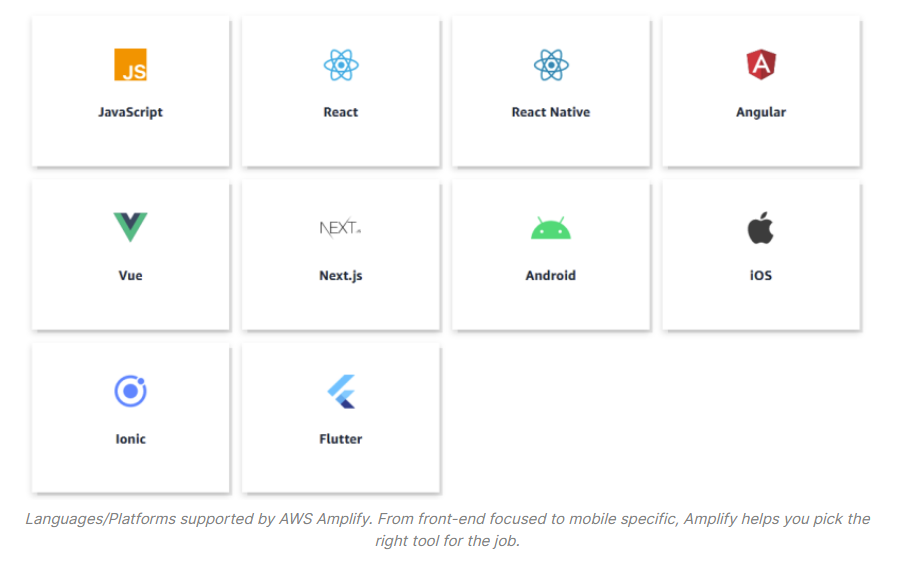 JS
JavaScript
React
React Native
A
Angular
Vue
NEXT.js
Next.js
Android
iOS
Ionic
Flutter
Languages/Platforms supported by AWS Amplify. From front-end focused to mobile specific, Amplify helps you pick the
right tool for the job.